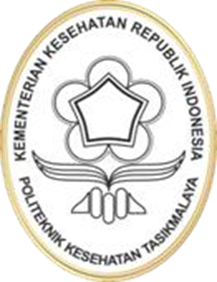 KEMENTERIAN KESEHATAN REPUBLIK INDONESIA
POLITEKNIK KESEHATAN TASIKMALAYA